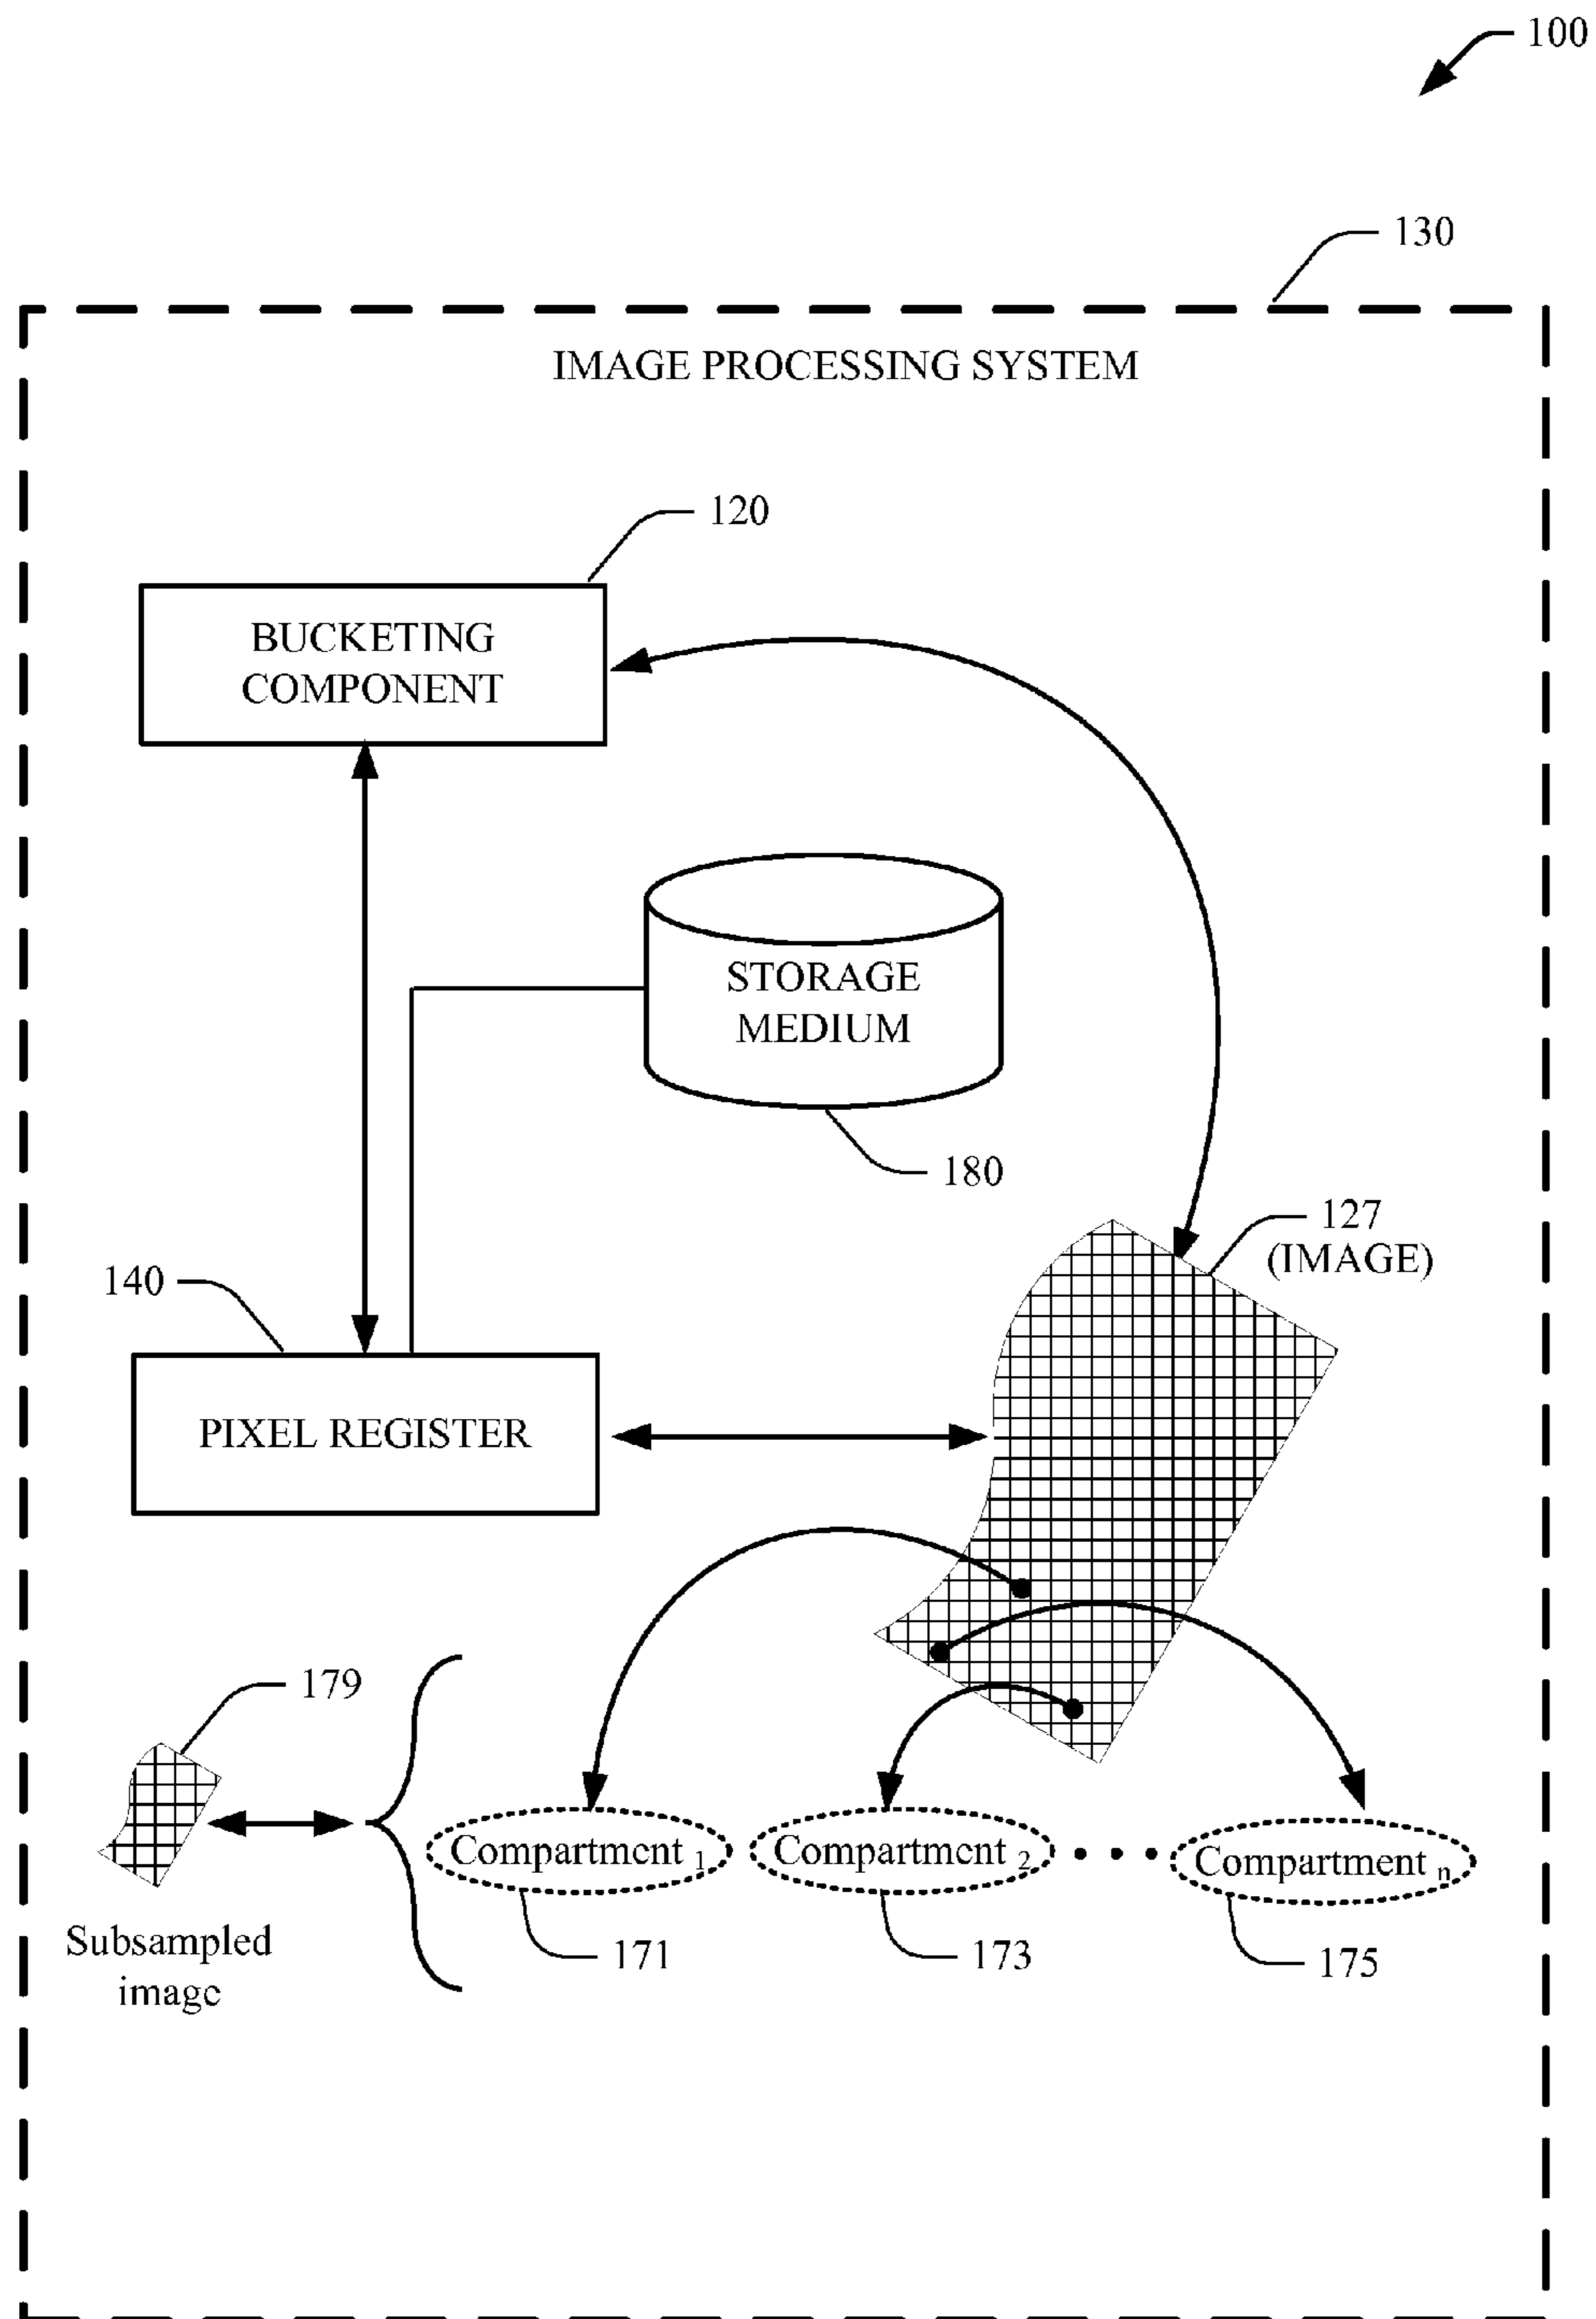 100
130
IMAGE PROCESSING SYSTEM
120
BUCKETING
COMPONENT
STORAGE
MEDIUM
180
127
(IMAGE)
140
PIXEL REGISTER
179
Compartment 1
Compartment 2
Compartment n
171
173
175
Subsampled
image